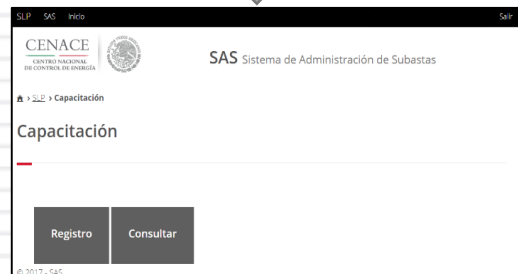 SLP SAS Inicio Salir
CENACE
CENTRO NACIONAL
DE CONTROL DE ENERGÍA
SAS Sistema de Administración de Subastas
> SLP > Capacitación
Capacitación
Registro Consultar
© 2017 - SAS